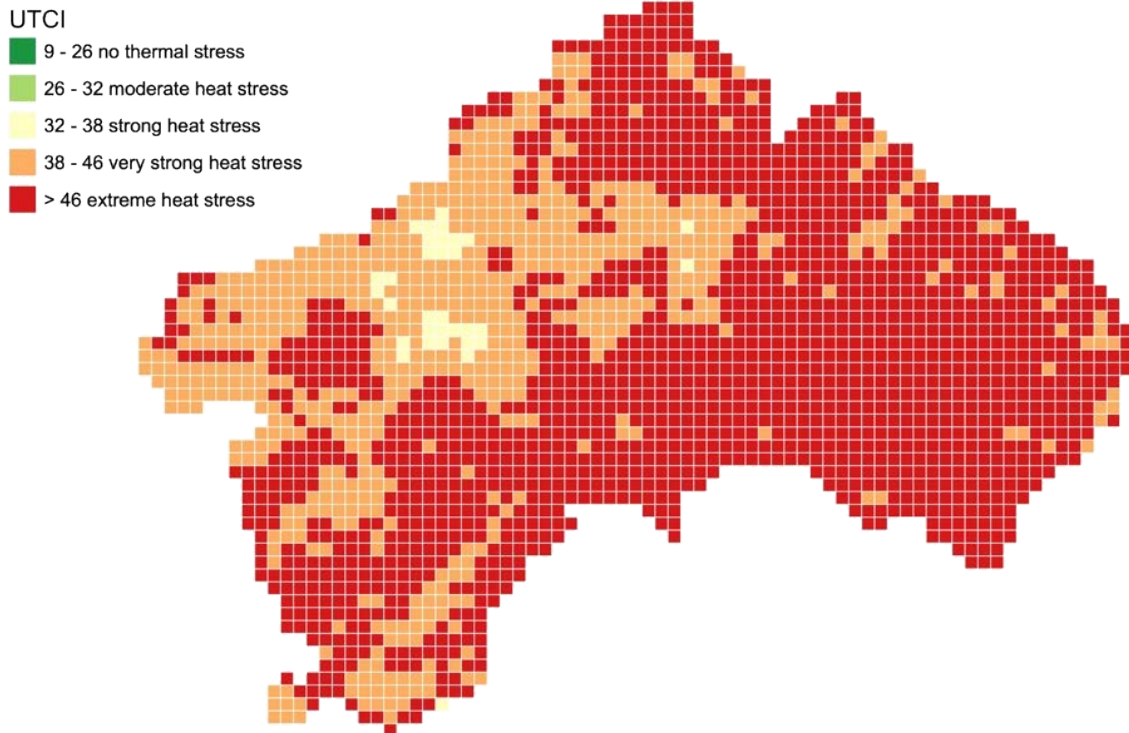 UTCI
9 - 26 no thermal stress
26 - 32 moderate heat stress
32 - 38 strong heat stress
38 - 46 very strong heat stress
> 46 extreme heat stress